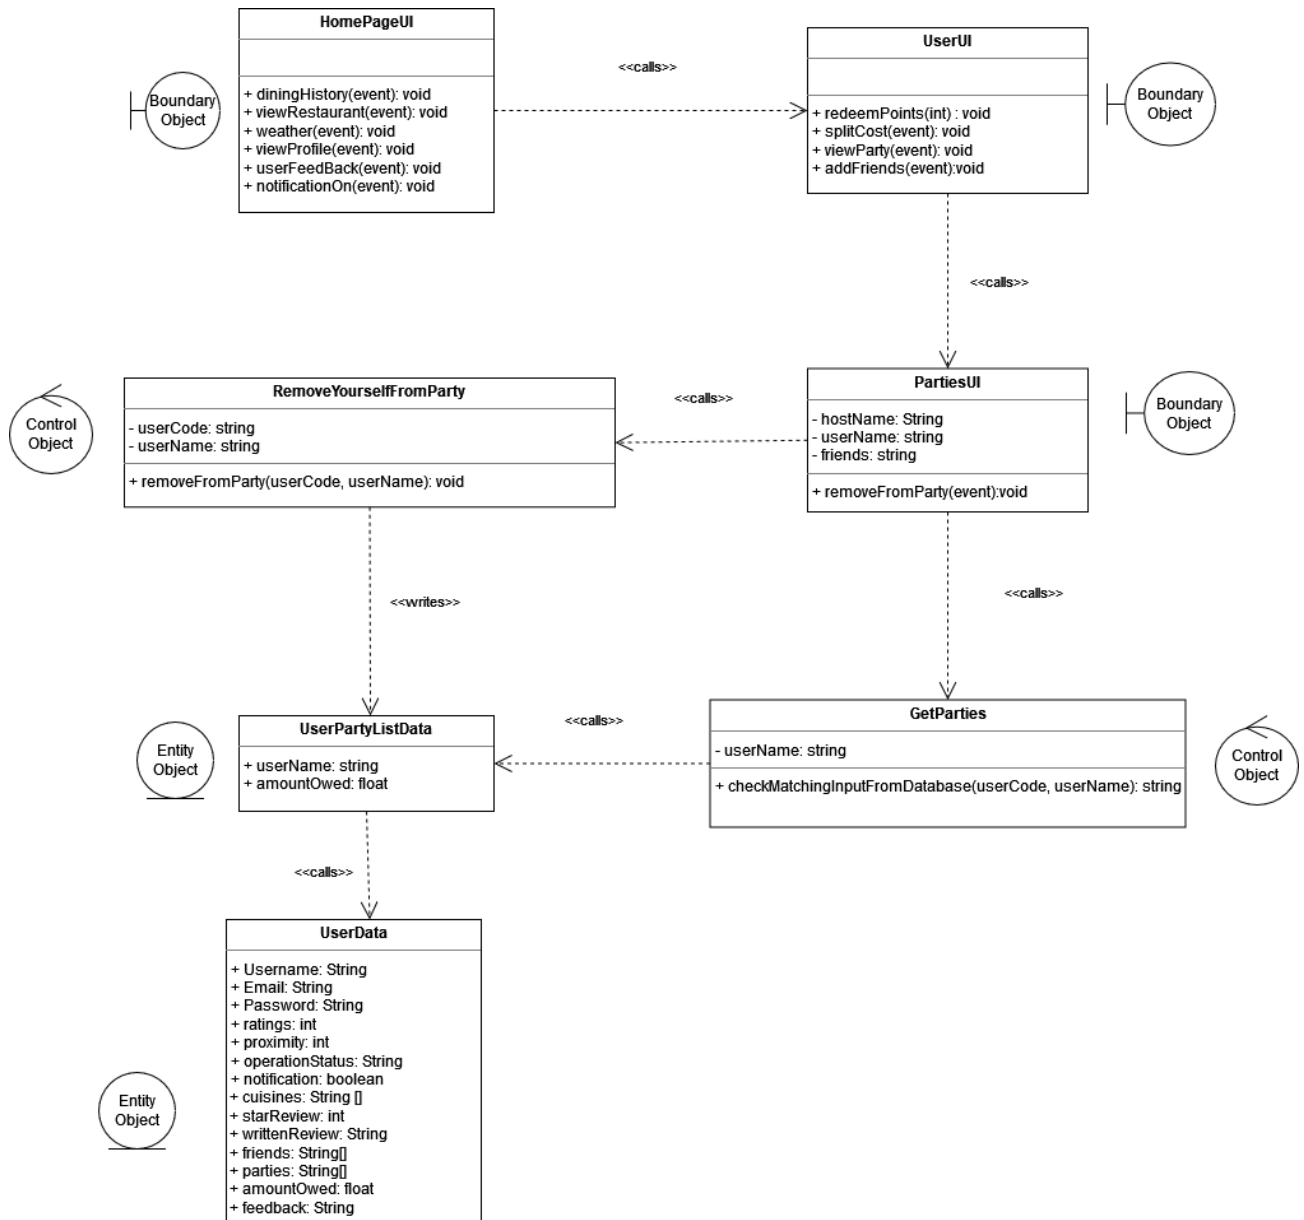 HomePageUI
Boundary
Object
+ diningHistory(event): void
+ viewRestaurant(event): void
+ weather(event): void
+ viewProfile(event): void
+ userFeedBack(event): void
+ notificationOn(event): void
<<calls>>
UserUI
+ redeemPoints(int) : void
+ splitCost(event): void
+ viewParty(event): void
+ addFriends(event):void
Boundary
Object
<<calls>>
RemoveYourselfFromParty
Control
Object
- userCode: string
- userName: string
+ removeFromParty(userCode, userName): void
<<calls>>
PartiesUI
- hostName: String
- userName: string
- friends: string
+ removeFromParty(event):void
Boundary
Object
<<writes>>
<<calls>>
UserPartyListData
Entity
Object
+ userName: string
+ amountOwed: float
<<calls>>
GetParties
- userName: string
+ checkMatchingInputFromDatabase(userCode, userName): string
Control
Object
<<calls>>
UserData
+ Username: String
+ Email: String
+ Password: String
+ ratings: int
+ proximity: int
+ operationStatus: String
+ notification: boolean
+ cuisines: String []
+ starReview: int
+ writtenReview: String
+ friends: String[]
+ parties: String[]
+ amountOwed: float
+ feedback: String
Entity
Object